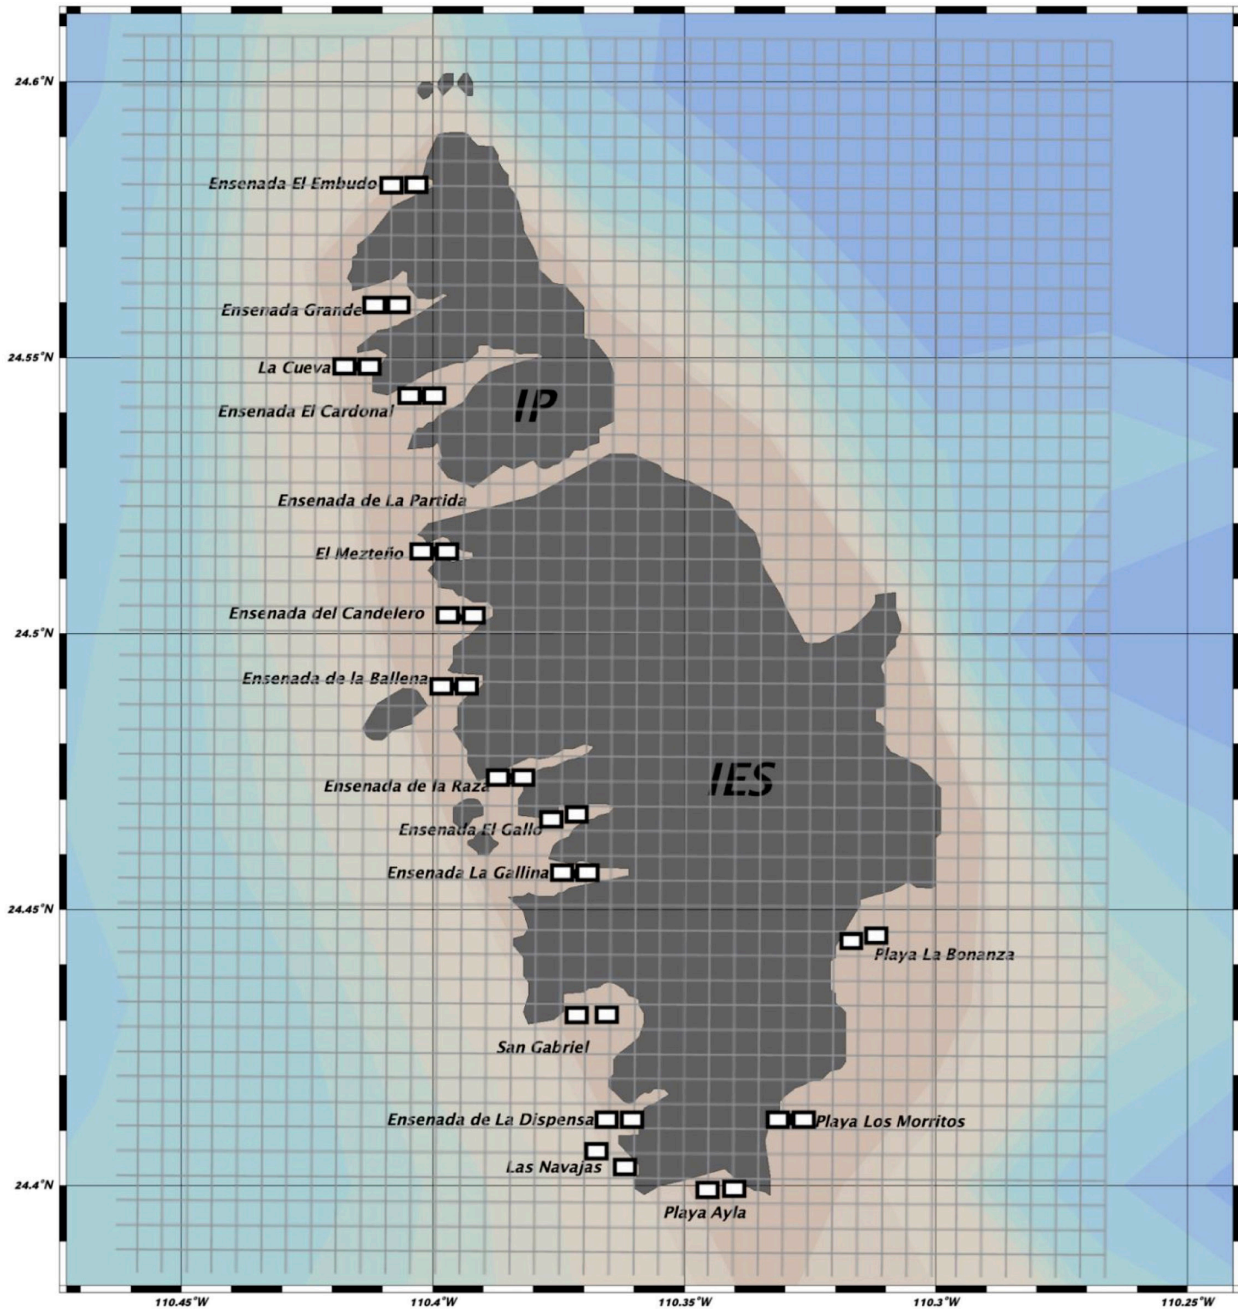 24.6°N
Ensenada El Embudo
Ensenada Grande
24.55°N
La Cueva
Ensenada El Cardonal
IP
Ensenada de La Partida
El Mezteño
Ensenada del Candelero
24.5°N
Ensenada de la Ballena
IES
Ensenada de la Raza
Ensenada El Gallo
Ensenada La Gallina
24.45°N
Playa La Bonanza
San Gabriel
Ensenada de La Dispensa
Playa Los Morritos
Las Navajas
24.4°N
Playa Ayla
110.45°W 110.4°W 110.35°W 110.3°W 110.25°W